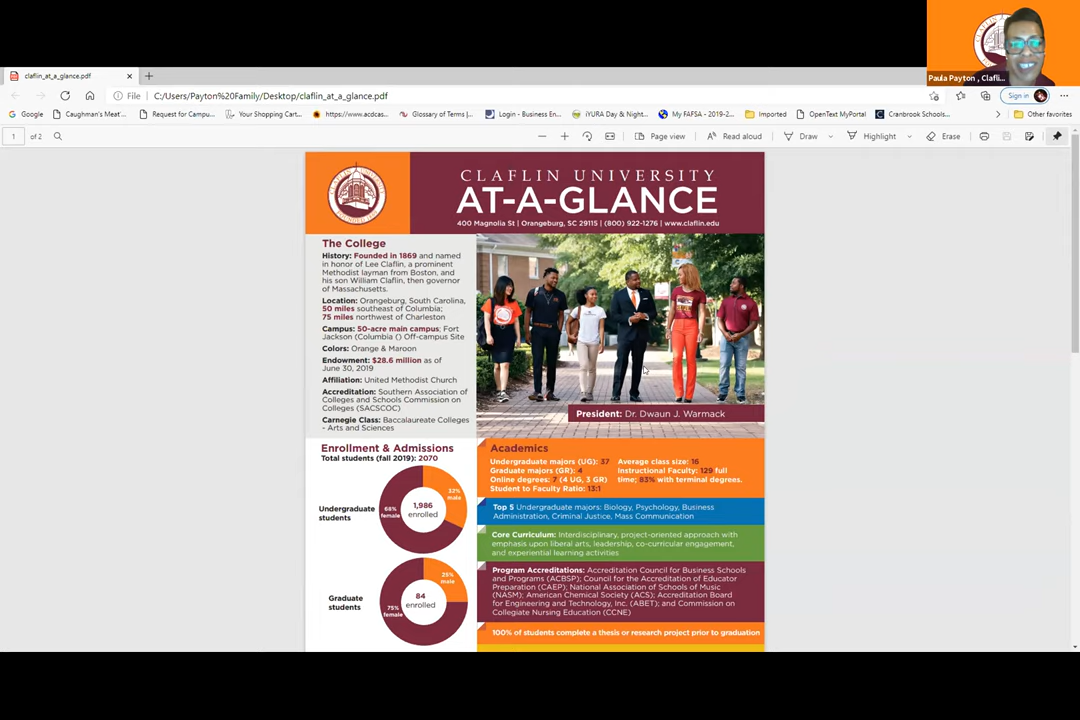 Paula Payton , Clafli...
claflin_at_a_glance.pdf
File
C:/Users/Payton%20Family/Desktop/claflin_at_a_glance.pdf
Sign in
Google
Caughman's Meat'...
Request for Campu...
Your Shopping Cart...
https://www.acdcas...
Glossary of Terms |...
Login - Business En...
iYURA Day & Night...
My FAFSA - 2019-2...
Imported
OpenText MyPortal
Cranbrook Schools...
Other favorites
1 of 2
Page view
Read aloud
Draw
Highlight
Erase
CLAFLIN UNIVERSITY
AT-A-GLANCE
400 Magnolia St | Orangeburg, SC 29115 | (800) 922-1276 | www.claflin.edu
The College
History: Founded in 1869 and named
in honor of Lee Claflin, a prominent
Methodist layman from Boston, and
his son William Claflin, then governor
of Massachusetts.
Location: Orangeburg, South Carolina,
50 miles southeast of Columbia;
75 miles northwest of Charleston
Campus: 50-acre main campus; Fort
Jackson (Columbia () Off-campus Site
Colors: Orange & Maroon
Endowment: $28.6 million as of
June 30, 2019
Affiliation: United Methodist Church
Accreditation: Southern Association of
Colleges and Schools Commission on
Colleges (SACSCOC)
Carnegie Class: Baccalaureate Colleges
- Arts and Sciences
President: Dr. Dwaun J. Warmack
Enrollment & Admissions
Total students (fall 2019): 2070
Undergraduate
students
68%
female
1,986
enrolled
32%
male
Graduate
students
75%
female
84
enrolled
25%
male
Academics
Undergraduate majors (UG): 37
Graduate majors (GR): 4
Online degrees: 7 (4 UG, 3 GR)
Student to Faculty Ratio: 13:1
Average class size: 16
Instructional Faculty: 129 full
time; 83% with terminal degrees.
Top 5 Undergraduate majors: Biology, Psychology, Business
Administration, Criminal Justice, Mass Communication
Core Curriculum: Interdisciplinary, project-oriented approach with
emphasis upon liberal arts, leadership, co-curricular engagement,
and experiential learning activities
Program Accreditations: Accreditation Council for Business Schools
and Programs (ACBSP); Council for the Accreditation of Educator
Preparation (CAEP); National Association of Schools of Music
(NASM); American Chemical Society (ACS); Accreditation Board
for Engineering and Technology, Inc. (ABET); and Commission on
Collegiate Nursing Education (CCNE)
100% of students complete a thesis or research project prior to graduation